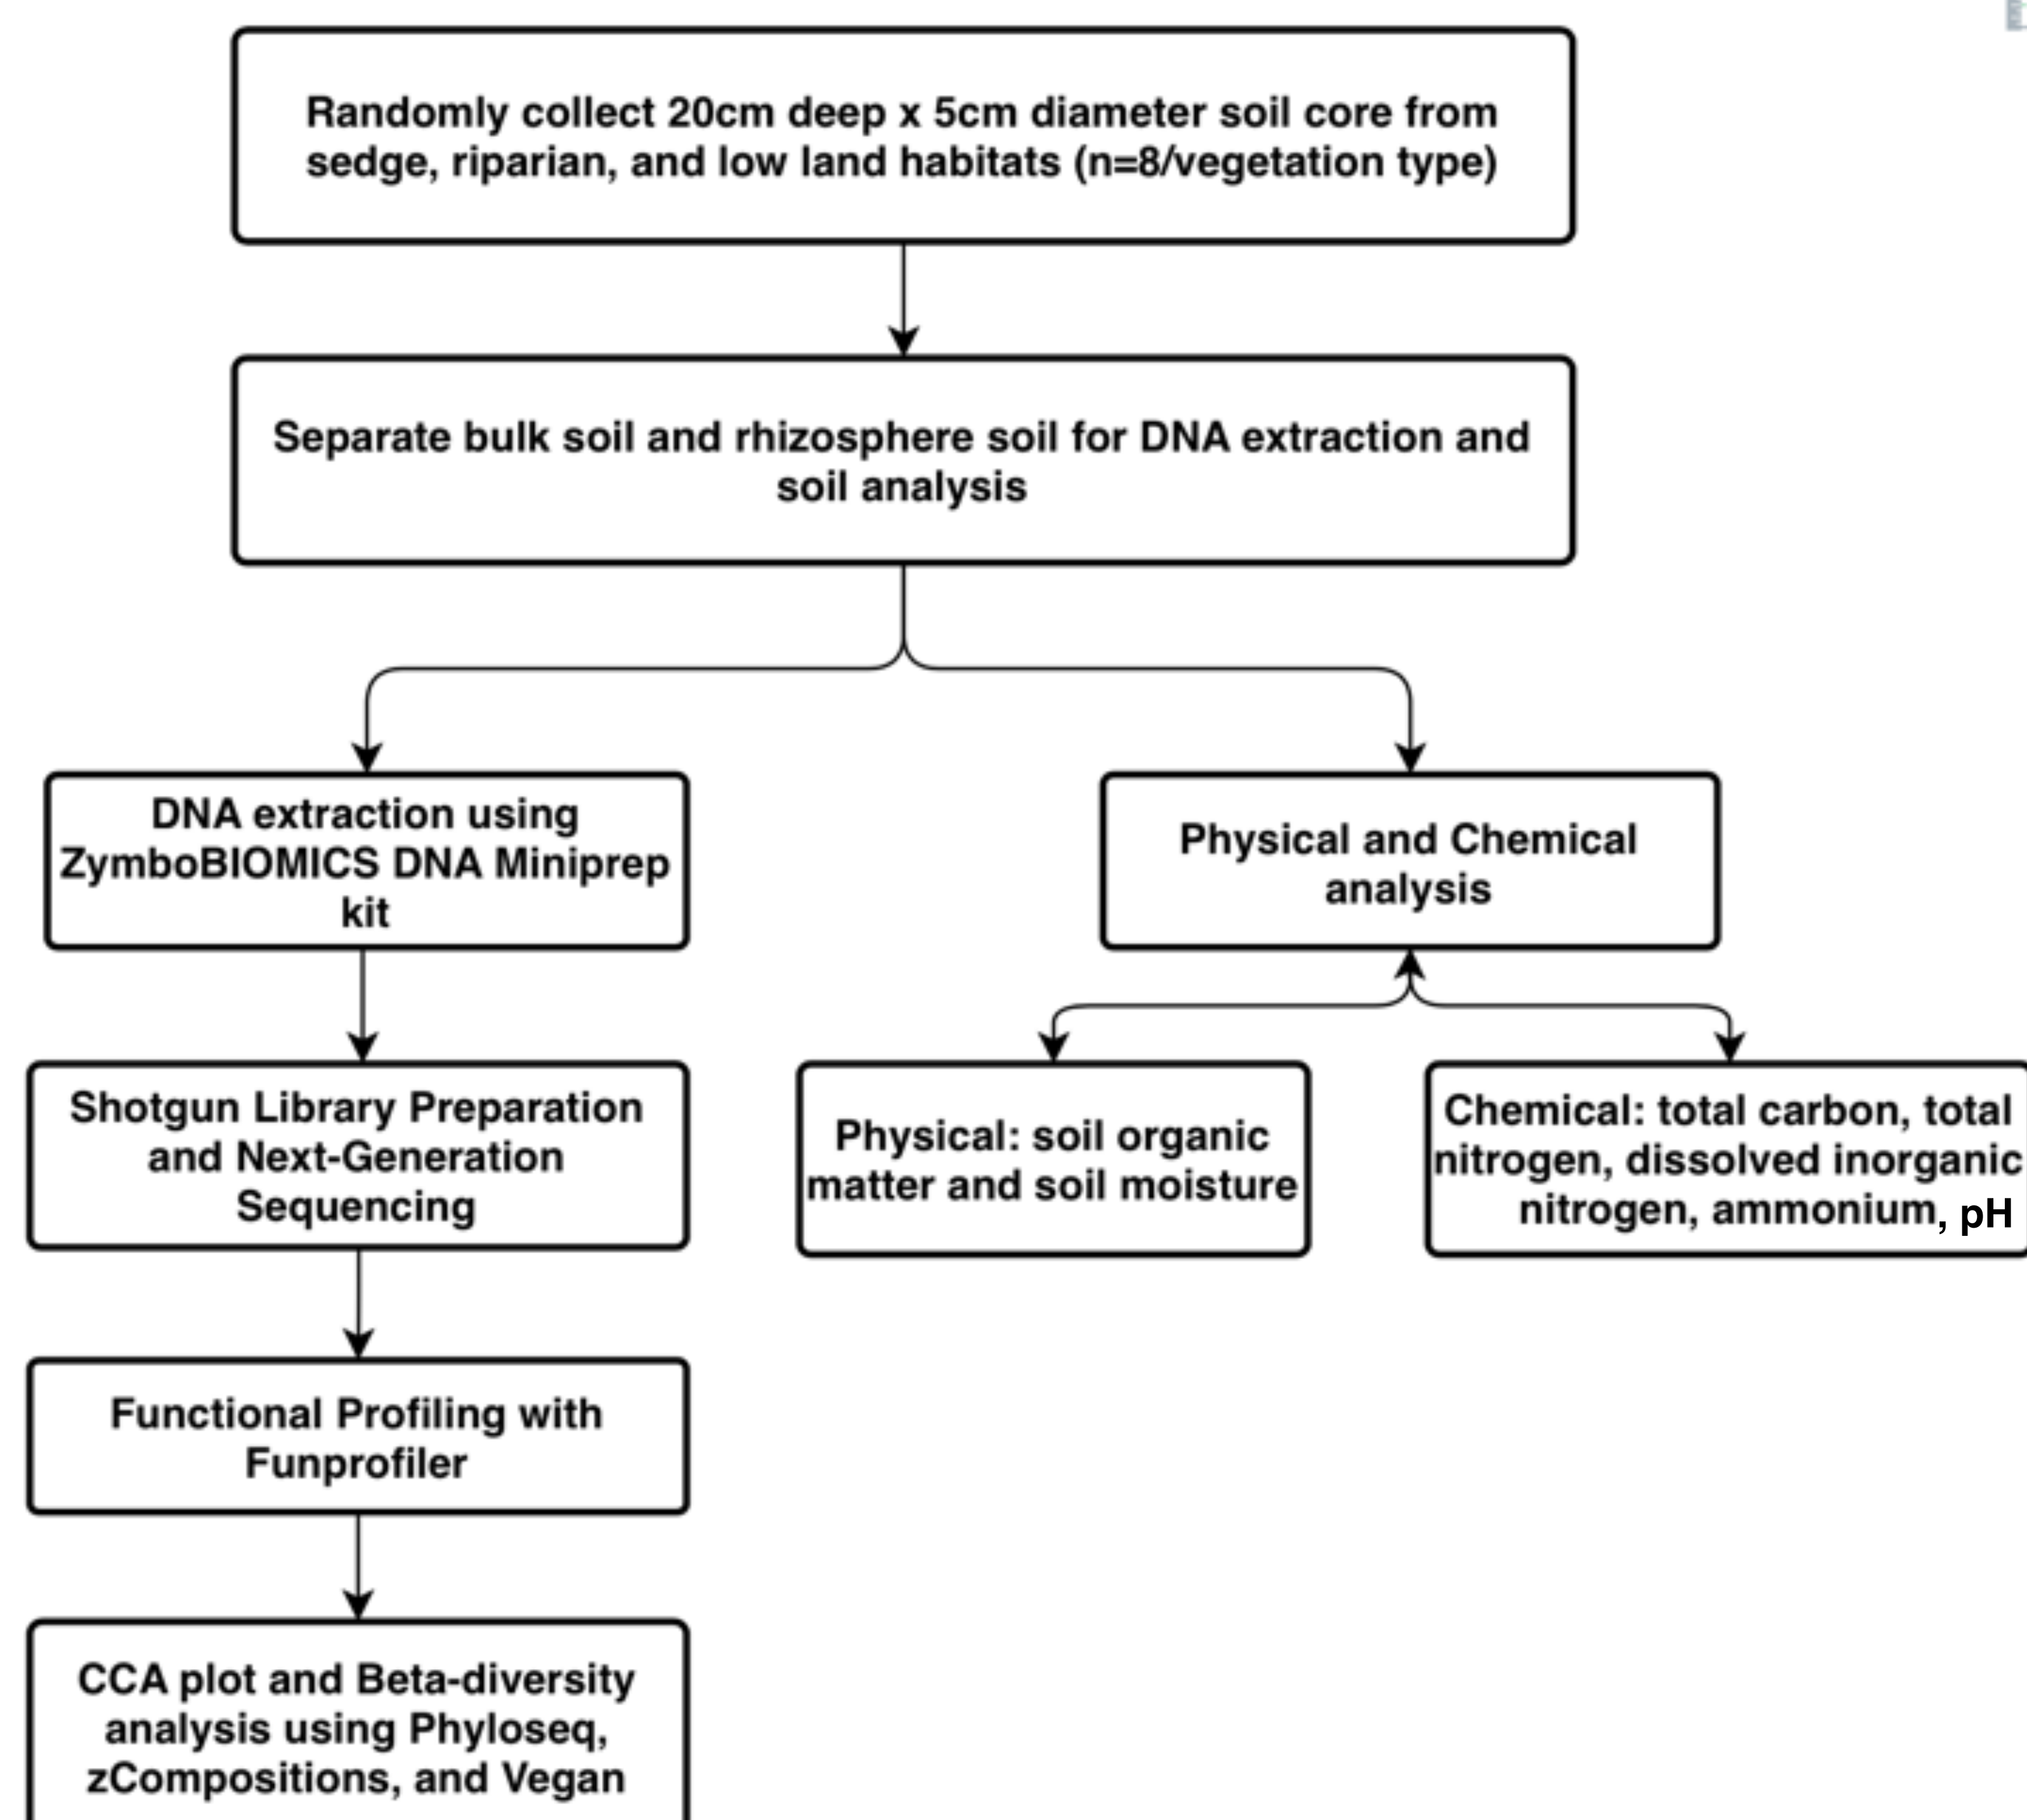 Randomly collect 20cm deep x 5cm diameter soil core from
sedge, riparian, and low land habitats (n=8/vegetation type)
Separate bulk soil and rhizosphere soil for DNA extraction and
soil analysis
DNA extraction using
ZymboBIOMICS DNA Miniprep
kit
Physical and Chemical
analysis
Shotgun Library Preparation
and Next-Generation
Sequencing
Physical: soil organic
matter and soil moisture
Chemical: total carbon, total
nitrogen, dissolved inorganic
nitrogen, ammonium, pH
Functional Profiling with
Funprofiler
CCA plot and Beta-diversity
analysis using Phyloseq,
zCompositions, and Vegan